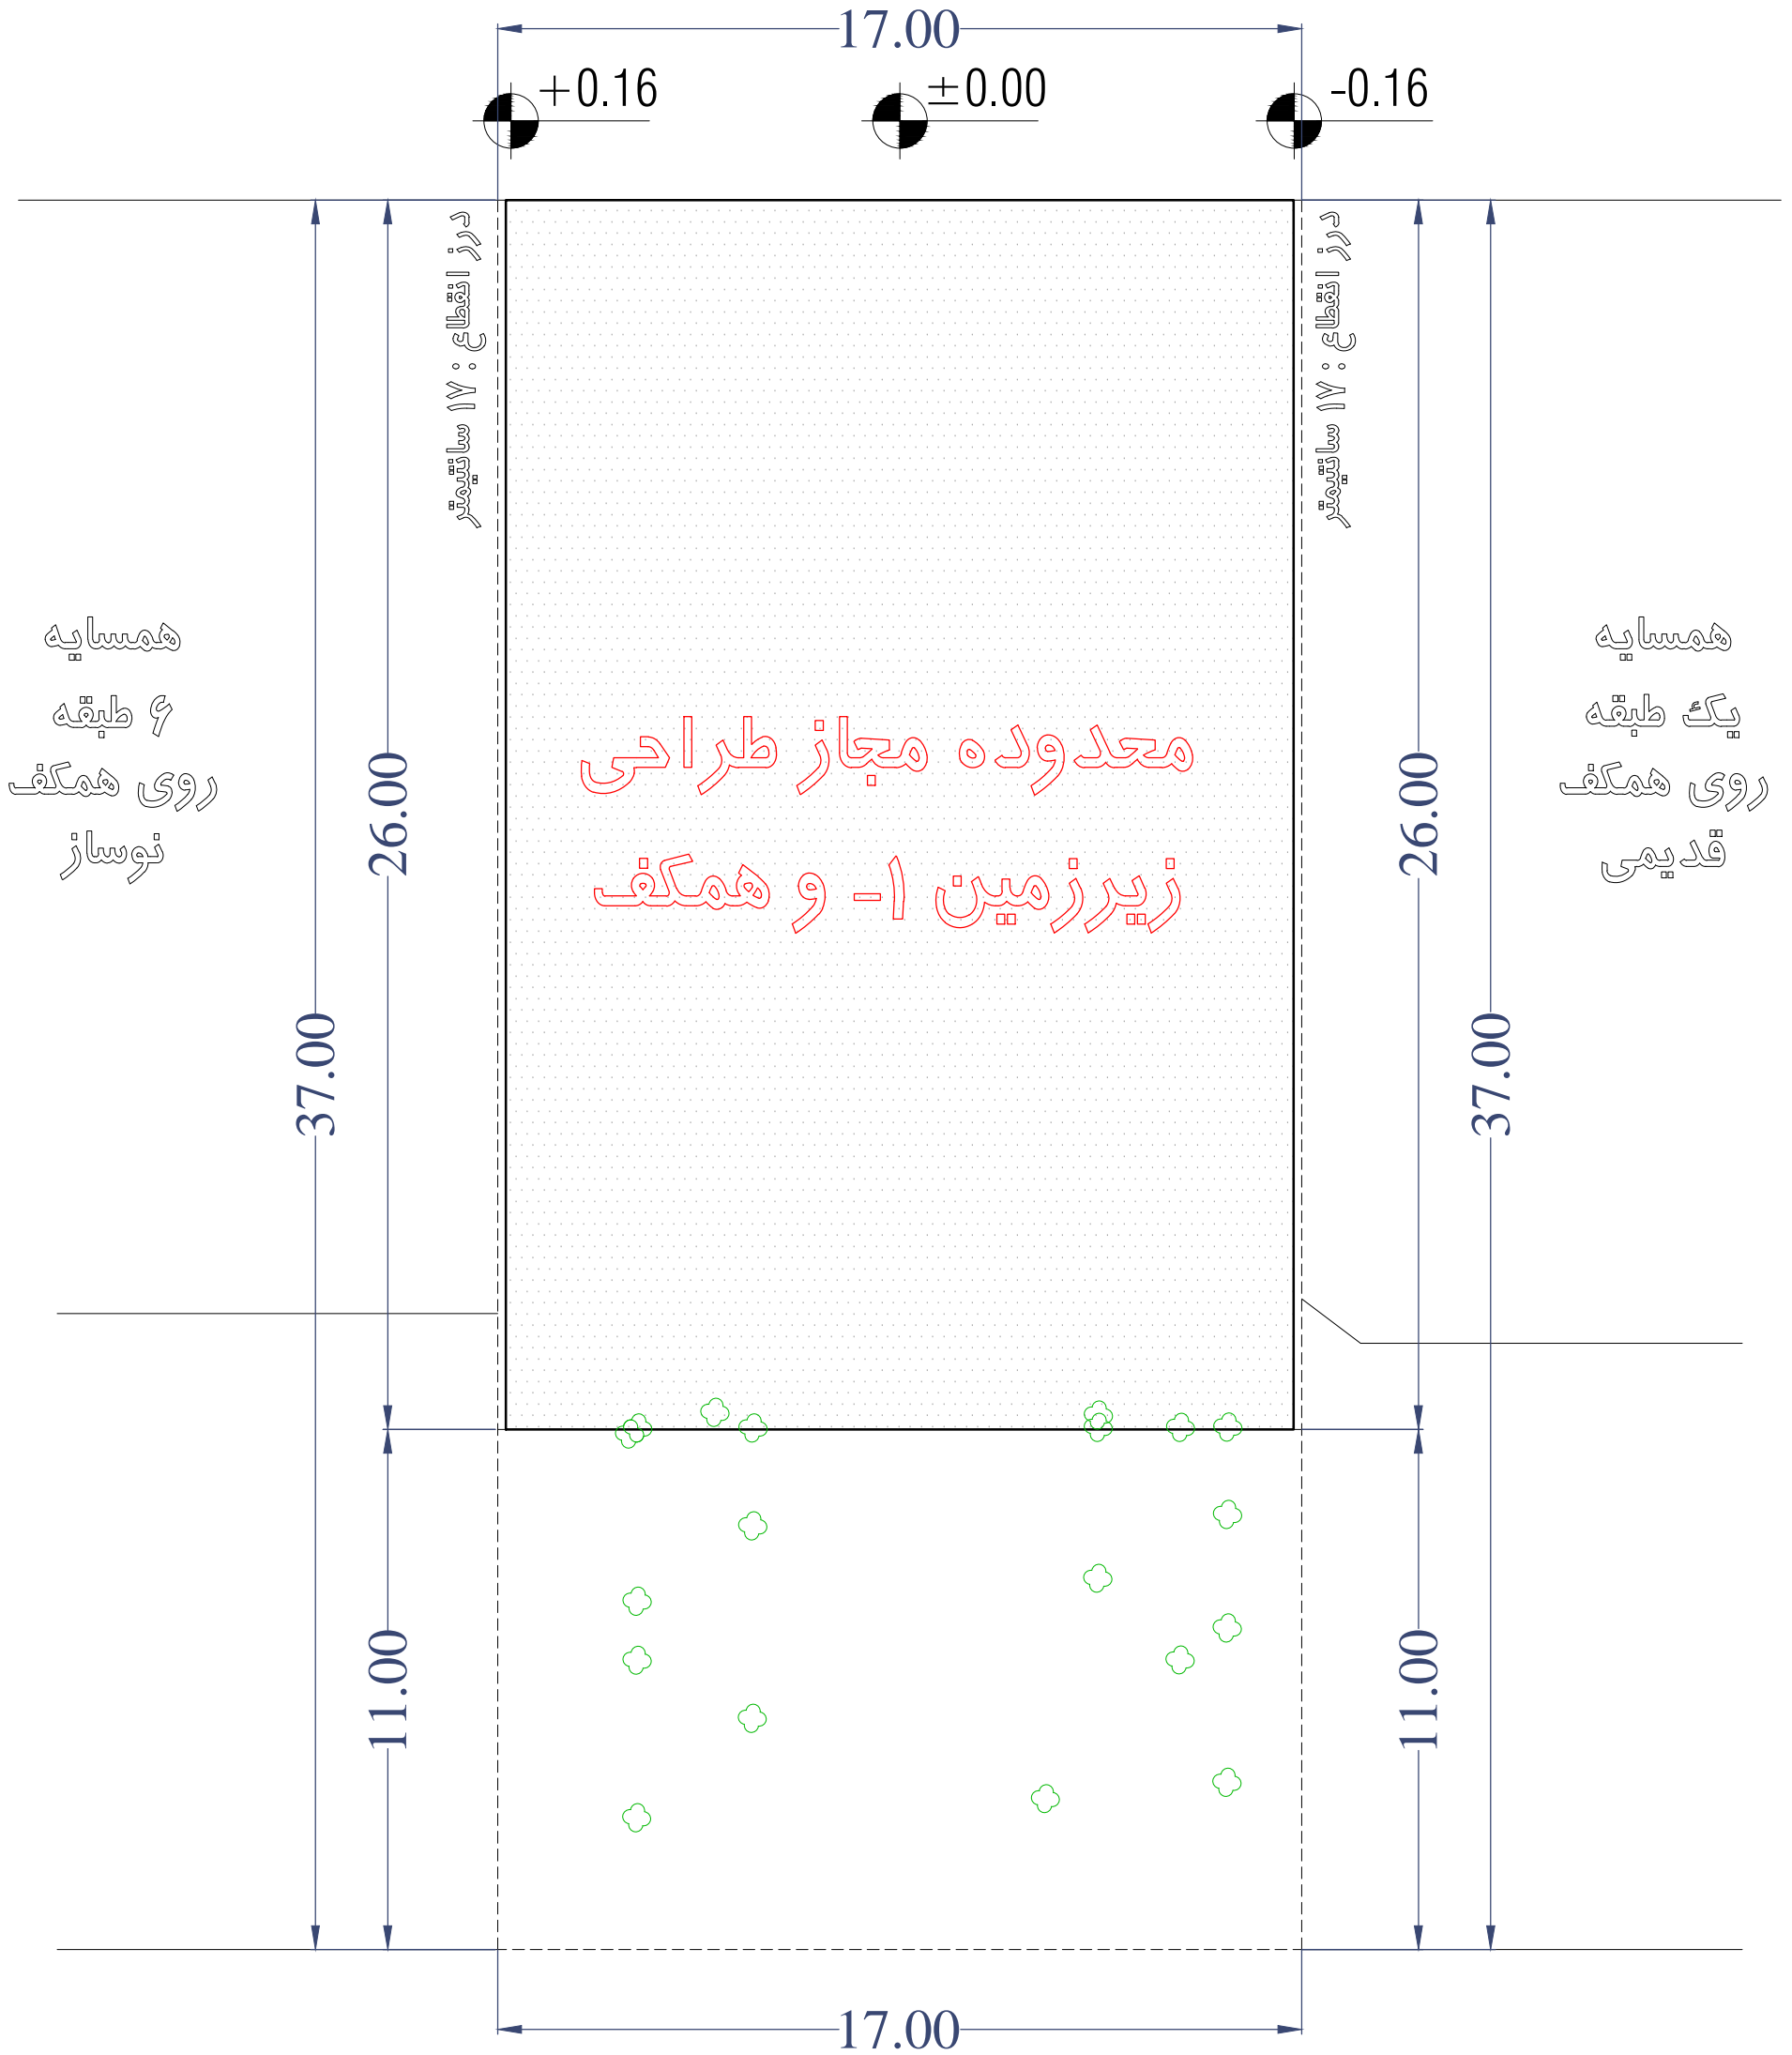 17.00
+0.16
±0.00
-0.16
درز انقطاع : ۱۷ سانتیمتر
درز انقطاع : ۱۷ سانتیمتر
همسایه
۶ طبقه
روی همکف
نوساز
همسایه
یک طبقه
روی همکف
قدیمی
محدوده مجاز طراحی
زیرزمین ۱- و همکف
26.00
26.00
37.00
37.00
11.00
11.00
17.00